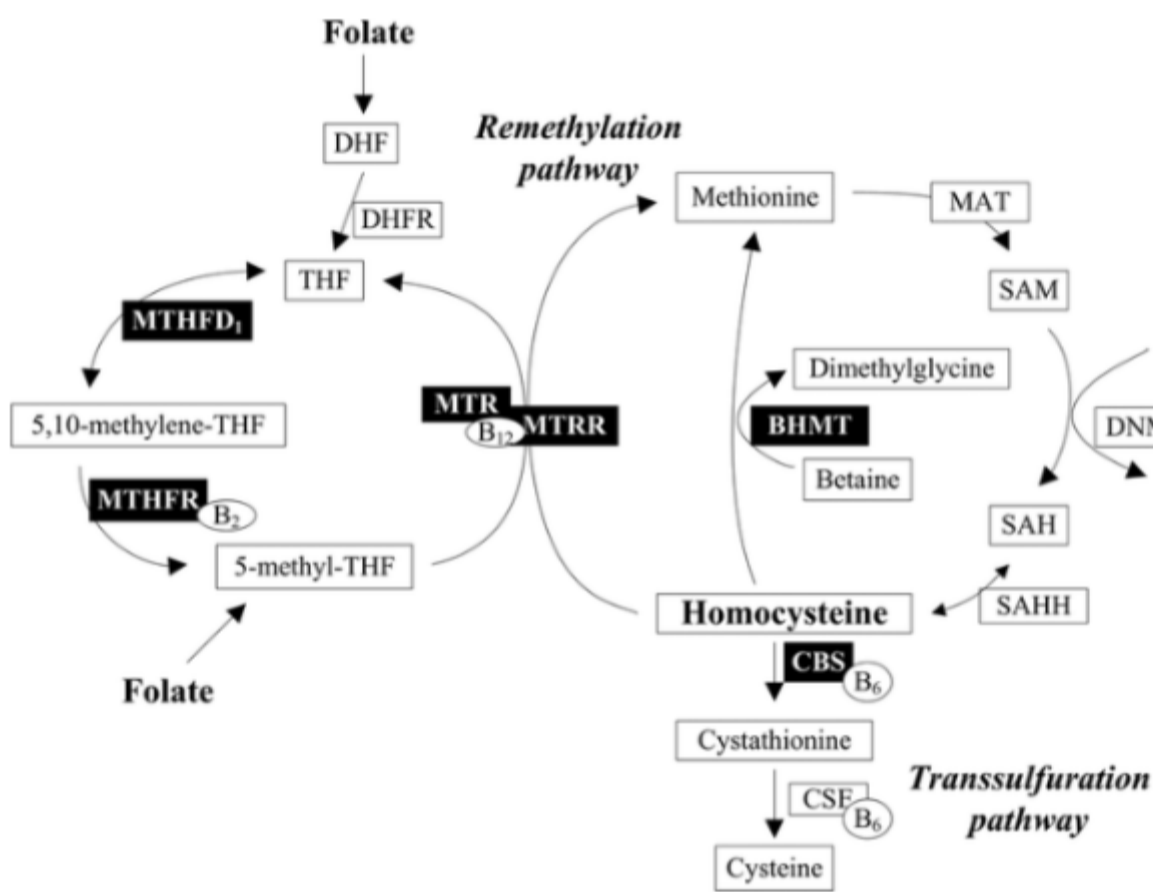 Folate
DHF
DHFR
THF
MTHFD₁
5,10-methylene-THF
MTHFR
B₂
5-methyl-THF
Folate
Remethylation
pathway
MTR
B₁₂
MTRR
Methionine
MAT
SAM
Dimethylglycine
BHMT
Betaine
DNM
SAH
SAHH
Homocysteine
CBS
B₆
Cystathionine
CSE
B₆
Cysteine
Transsulfuration
pathway